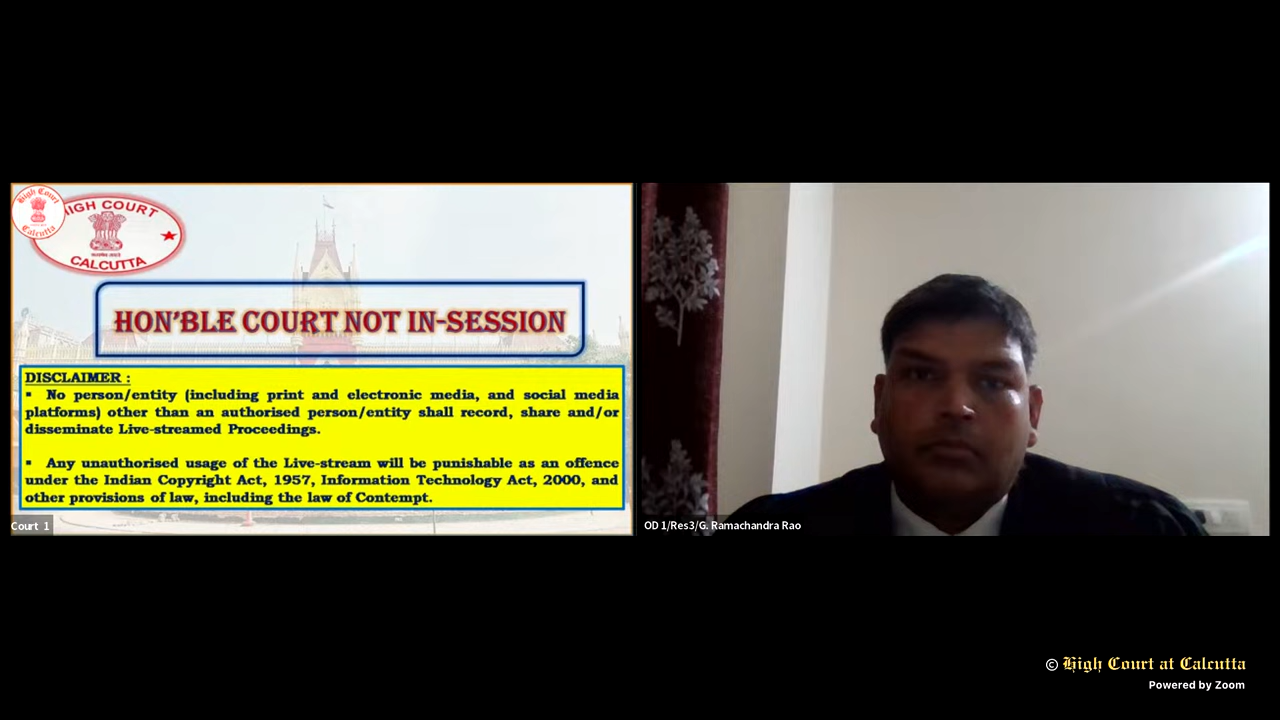 High Court
Calcutta
HIGH COURT
CALCUTTA
HON'BLE COURT NOT IN-SESSION
DISCLAIMER :
▪ No person/entity (including print and electronic media, and social media
platforms) other than an authorised person/entity shall record, share and/or
disseminate Live-streamed Proceedings.
▪ Any unauthorised usage of the Live-stream will be punishable as an offence
under the Indian Copyright Act, 1957, Information Technology Act, 2000, and
other provisions of law, including the law of Contempt.
Court 1
OD 1/Res3/G. Ramachandra Rao
© High Court at Calcutta
Powered by Zoom